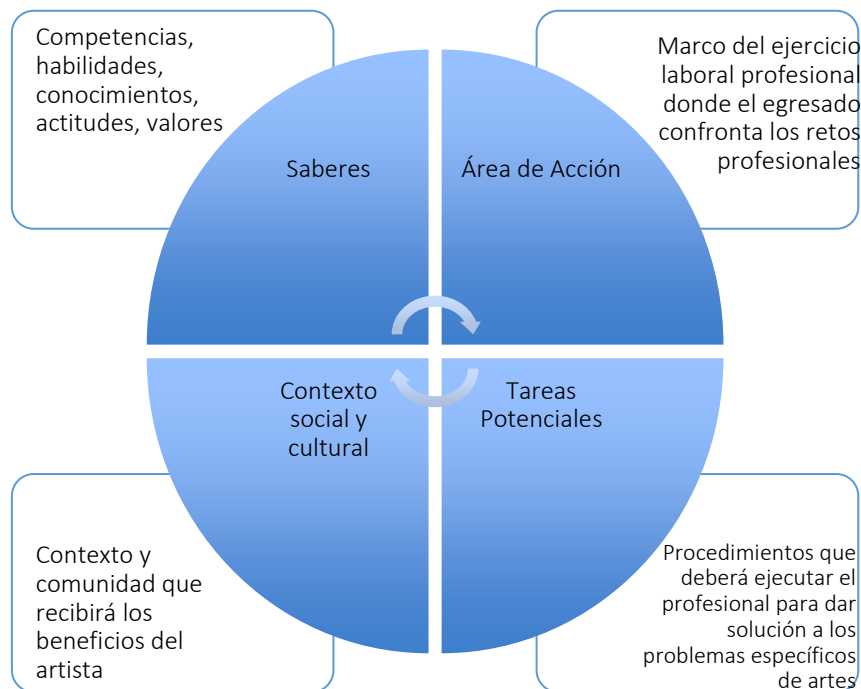 Competencias,
habilidades,
conocimientos,
actitudes, valores
Saberes
Área de Acción
Marco del ejercicio
laboral profesional
donde el egresado
confronta los retos
profesionales
Contexto
social y
cultural
Tareas
Potenciales
Contexto y
comunidad que
recibirá los
beneficios del
artista
Procedimientos que
deberá ejecutar el
profesional para dar
solución a los
problemas específicos
de artes